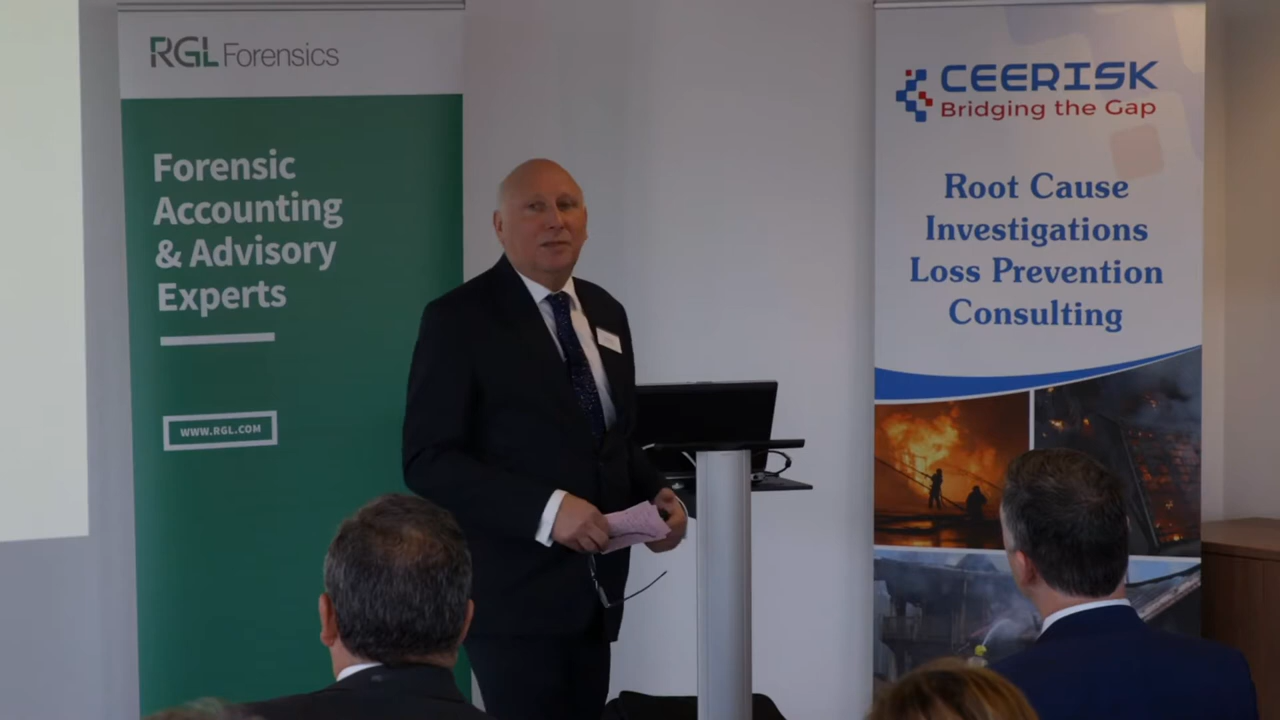 RGL Forensics
Forensic
Accounting
& Advisory
Experts
WWW.RGL.COM
CEERISK
Bridging the Gap
Root Cause
Investigations
Loss Prevention
Consulting